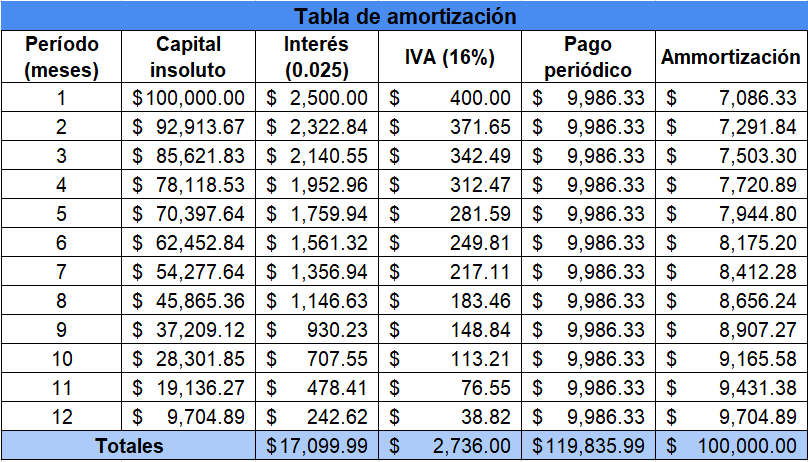 Tabla de amortización
Período (meses) Capital insoluto Interés (0.025) IVA (16%) Pago periódico Ammortización
1 $100,000.00 $ 2,500.00 $ 400.00 $ 9,986.33 $ 7,086.33
2 $ 92,913.67 $ 2,322.84 $ 371.65 $ 9,986.33 $ 7,291.84
3 $ 85,621.83 $ 2,140.55 $ 342.49 $ 9,986.33 $ 7,503.30
4 $ 78,118.53 $ 1,952.96 $ 312.47 $ 9,986.33 $ 7,720.89
5 $ 70,397.64 $ 1,759.94 $ 281.59 $ 9,986.33 $ 7,944.80
6 $ 62,452.84 $ 1,561.32 $ 249.81 $ 9,986.33 $ 8,175.20
7 $ 54,277.64 $ 1,356.94 $ 217.11 $ 9,986.33 $ 8,412.28
8 $ 45,865.36 $ 1,146.63 $ 183.46 $ 9,986.33 $ 8,656.24
9 $ 37,209.12 $ 930.23 $ 148.84 $ 9,986.33 $ 8,907.27
10 $ 28,301.85 $ 707.55 $ 113.21 $ 9,986.33 $ 9,165.58
11 $ 19,136.27 $ 478.41 $ 76.55 $ 9,986.33 $ 9,431.38
12 $ 9,704.89 $ 242.62 $ 38.82 $ 9,986.33 $ 9,704.89
Totales $17,099.99 $ 2,736.00 $119,835.99 $ 100,000.00